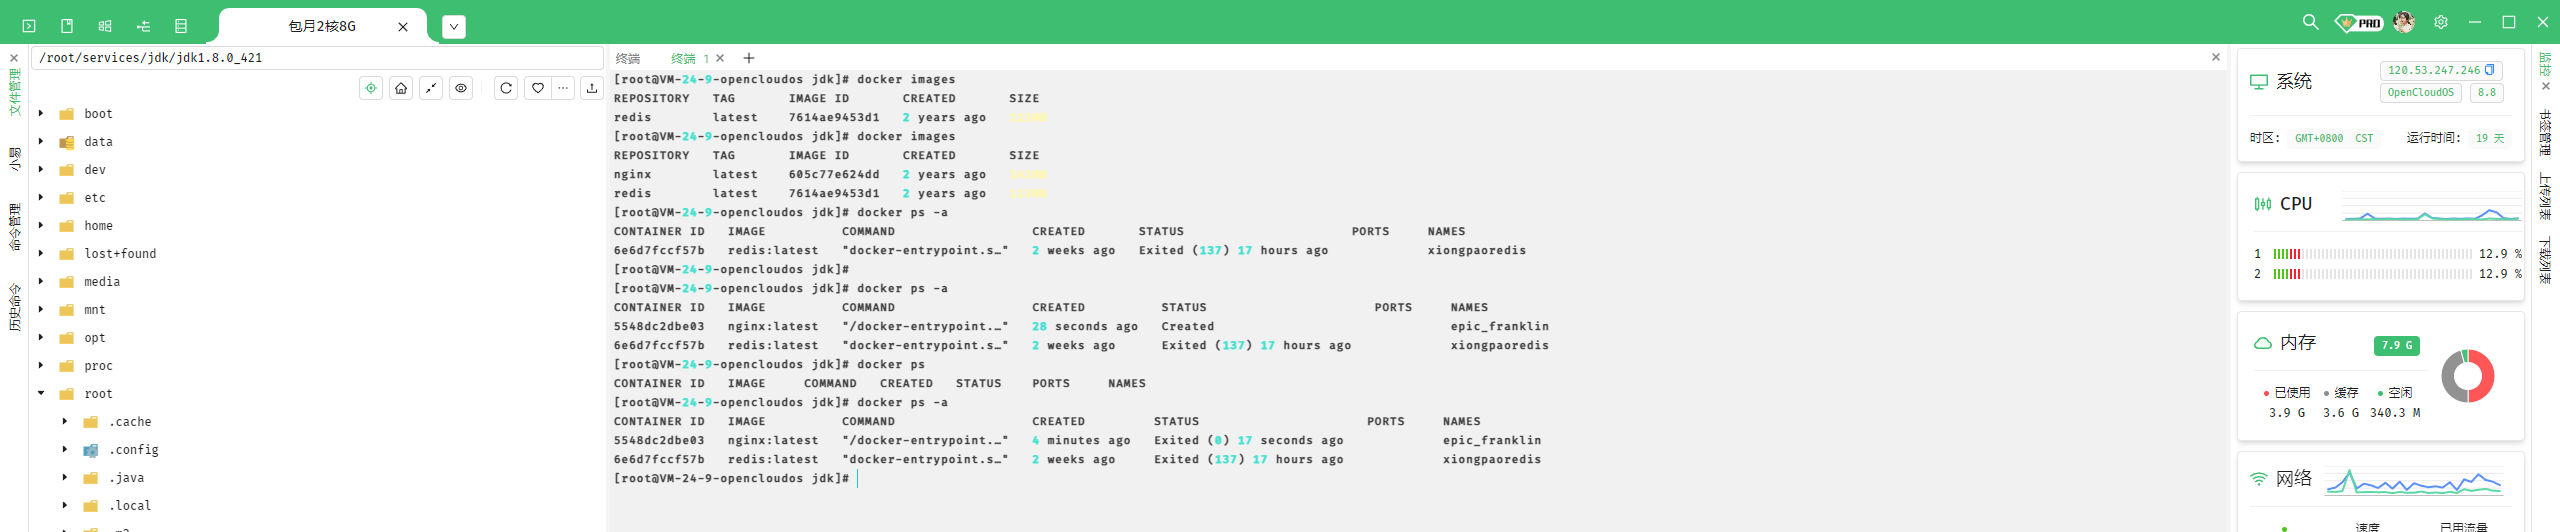 包月2核8G
PRO
文件管理
小易
命令管理
历史命令
/root/services/jdk/jdk1.8.0_421
boot
data
dev
etc
home
lost+found
media
mnt
opt
proc
root
.cache
.config
.java
.local
终端 终端 1
[root@VM-24-9-opencloudos jdk]# docker images
REPOSITORY TAG IMAGE ID CREATED SIZE
redis latest 7614ae9453d1 2 years ago
[root@VM-24-9-opencloudos jdk]# docker images
REPOSITORY TAG IMAGE ID CREATED SIZE
nginx latest 605c77e624dd 2 years ago
redis latest 7614ae9453d1 2 years ago
[root@VM-24-9-opencloudos jdk]# docker ps -a
CONTAINER ID IMAGE COMMAND CREATED STATUS PORTS NAMES
6e6d7fccf57b redis:latest "docker-entrypoint.s…" 2 weeks ago Exited (137) 17 hours ago xiongpaoredis
[root@VM-24-9-opencloudos jdk]#
[root@VM-24-9-opencloudos jdk]# docker ps -a
CONTAINER ID IMAGE COMMAND CREATED STATUS PORTS NAMES
5548dc2dbe03 nginx:latest "/docker-entrypoint.…" 28 seconds ago Created epic_franklin
6e6d7fccf57b redis:latest "docker-entrypoint.s…" 2 weeks ago Exited (137) 17 hours ago xiongpaoredis
[root@VM-24-9-opencloudos jdk]# docker ps
CONTAINER ID IMAGE COMMAND CREATED STATUS PORTS NAMES
[root@VM-24-9-opencloudos jdk]# docker ps -a
CONTAINER ID IMAGE COMMAND CREATED STATUS PORTS NAMES
5548dc2dbe03 nginx:latest "/docker-entrypoint.…" 4 minutes ago Exited (0) 17 seconds ago epic_franklin
6e6d7fccf57b redis:latest "docker-entrypoint.s…" 2 weeks ago Exited (137) 17 hours ago xiongpaoredis
[root@VM-24-9-opencloudos jdk]#
系统 120.53.247.246
OpenCloudOS 8.8
时区: GMT+0800 CST 运行时间: 19 天
CPU
1 12.9 %
2 12.9 %
内存 7.9 G
已使用 缓存 空闲
3.9 G 3.6 G 340.3 M
网络
速度 已用流量
监控
书签管理
上传列表
下载列表